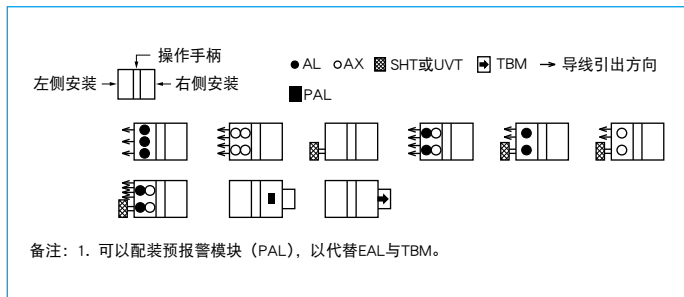 操作手柄
左侧安装 右侧安装
AL AX SHT或UVT TBM 导线引出方向
PAL
备注：1. 可以配装预报警模块（PAL），以代替EAL与TBM。